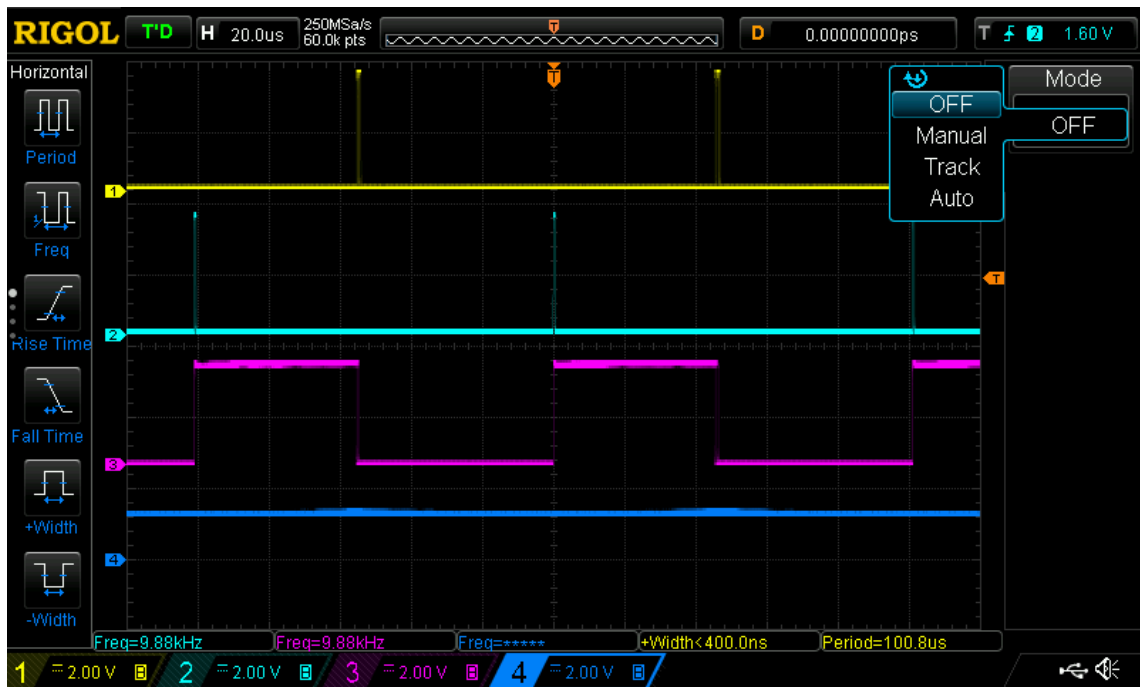 RIGOL T'D H 20.0us 250MSa/s 60.0k pts T D 0.00000000ps T 2 1.60 V
Horizontal
Period
Freq
Rise Time
Fall Time
+Width
-Width
T
1
2
3
4
T
OFF
Manual
Track
Auto
Mode
OFF
Freq=9.88kHz Freq=9.88kHz Freq=***** +Width<400.0ns Period=100.8us
1 =2.00 V B 2 =2.00 V B 3 =2.00 V B 4 =2.00 V B